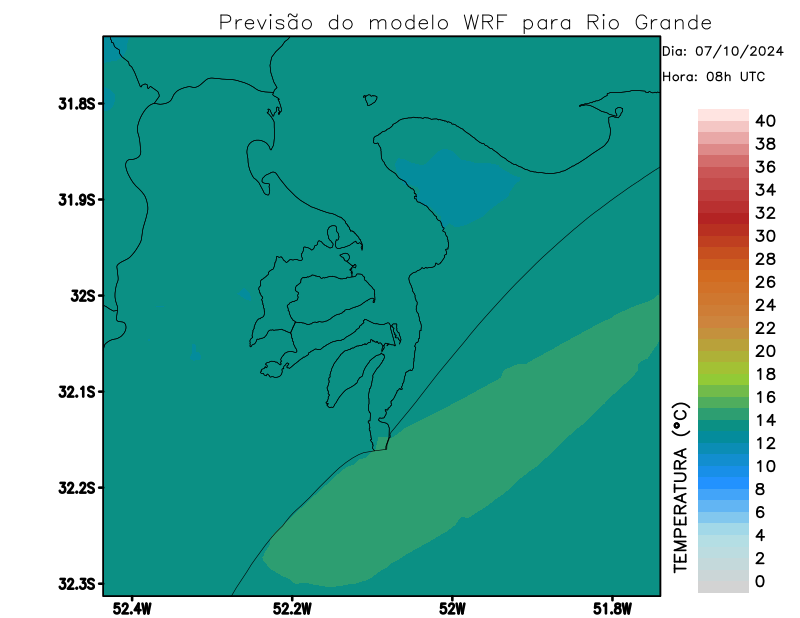 Previsão do modelo WRF para Rio Grande
Dia: 07/10/2024
Hora: 08h UTC
31.8S
31.9S
32S
32.1S
32.2S
32.3S
52.4W
52.2W
52W
51.8W
40
38
36
34
32
30
28
26
24
22
20
18
16
14
12
10
8
6
4
2
0
TEMPERATURA (°C)